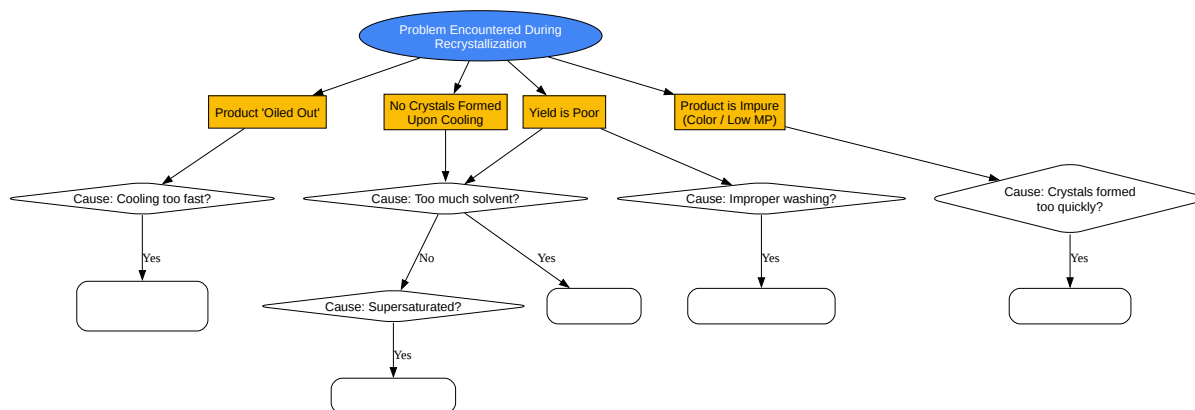 Problem Encountered During
Recrystallization
Product 'Oiled Out'
No Crystals Formed
Upon Cooling
Yield is Poor
Product is Impure
(Color / Low MP)
Cause: Cooling too fast?
Cause: Too much solvent?
Cause: Improper washing?
Cause: Crystals formed
too quickly?
Yes
No
Yes
Yes
Yes
Cause: Supersaturated?
Yes